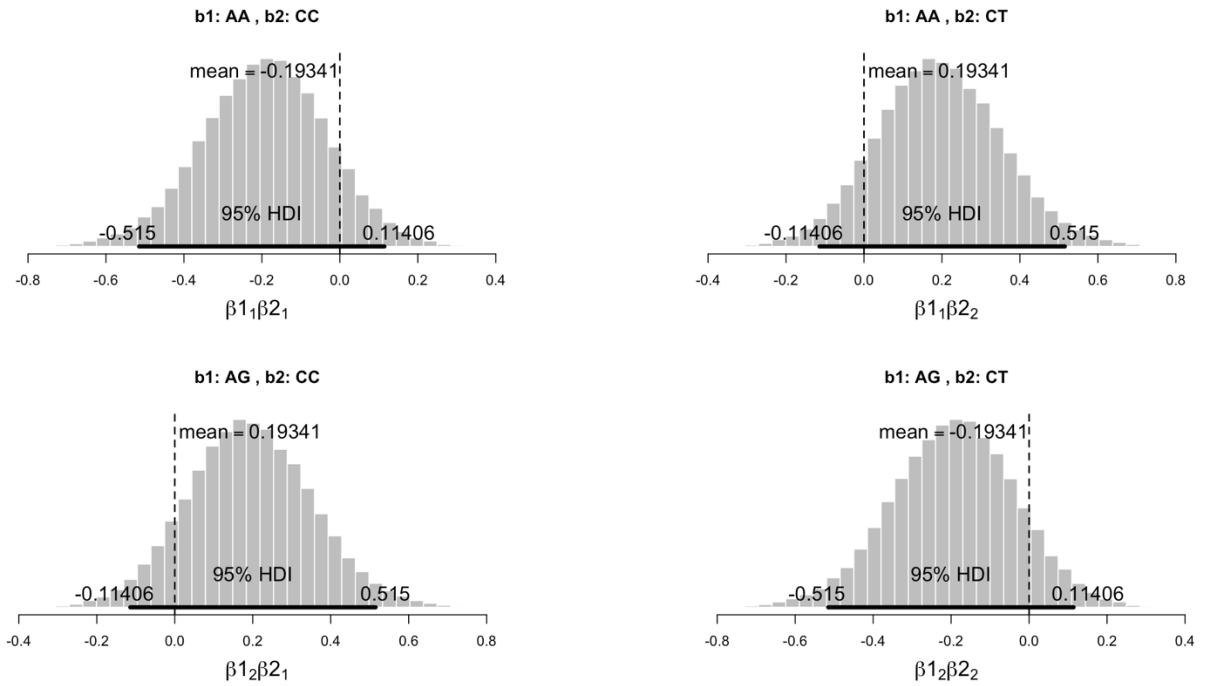 b1: AA , b2: CC
mean = -0.19341
95% HDI
-0.515 0.11406
-0.8 -0.6 -0.4 -0.2 0.0 0.2 0.4
β1₁β2₁
b1: AA , b2: CT
mean = 0.19341
95% HDI
-0.11406 0.515
-0.4 -0.2 0.0 0.2 0.4 0.6 0.8
β1₁β2₂
b1: AG , b2: CC
mean = 0.19341
95% HDI
-0.11406 0.515
-0.4 -0.2 0.0 0.2 0.4 0.6 0.8
β1₂β2₁
b1: AG , b2: CT
mean = -0.19341
95% HDI
-0.515 0.11406
-0.8 -0.6 -0.4 -0.2 0.0 0.2 0.4
β1₂β2₂